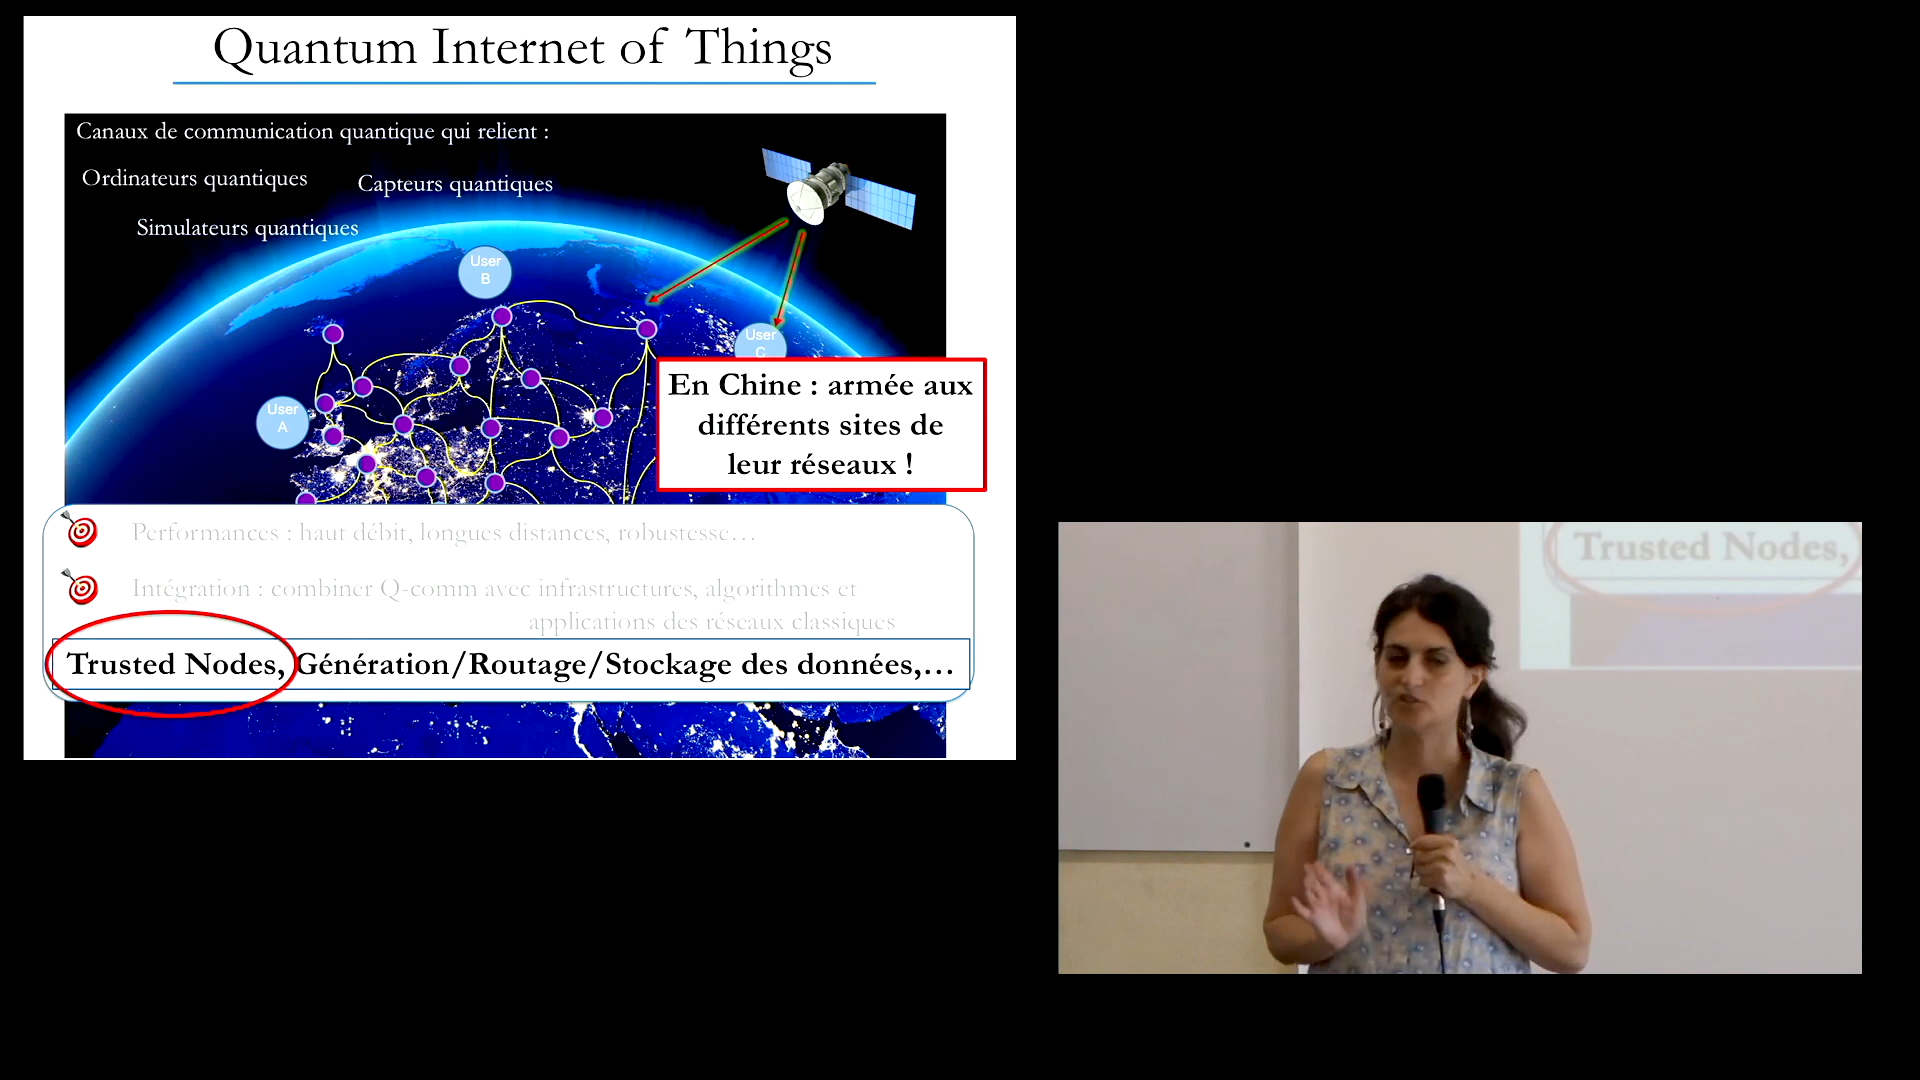 Quantum Internet of Things
Canaux de communication quantique qui relient :
Ordinateurs quantiques
Capteurs quantiques
Simulateurs quantiques
User
B
User
C
User
A
En Chine : armée aux
différents sites de
leur réseaux !
Performances : haut débit, longues distances, robustesse…
Intégration : combiner Q-comm avec infrastructures, algorithmes et
applications des réseaux classiques
Trusted Nodes, Génération/Routage/Stockage des données,…
Trusted Nodes,